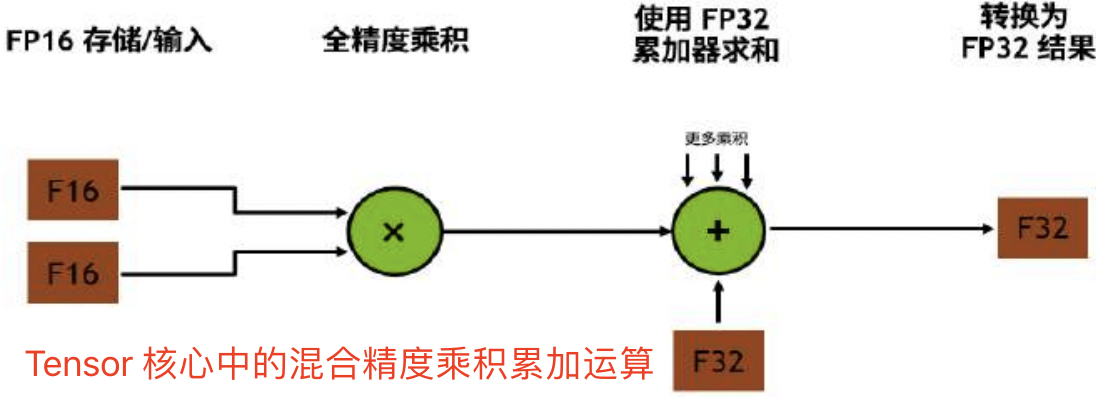 FP16 存储/输入
全精度乘积
使用 FP32
累加器求和
转换为
FP32 结果
更多乘积
F16
F16
×
+
F32
F32
Tensor 核心中的混合精度乘积累加运算